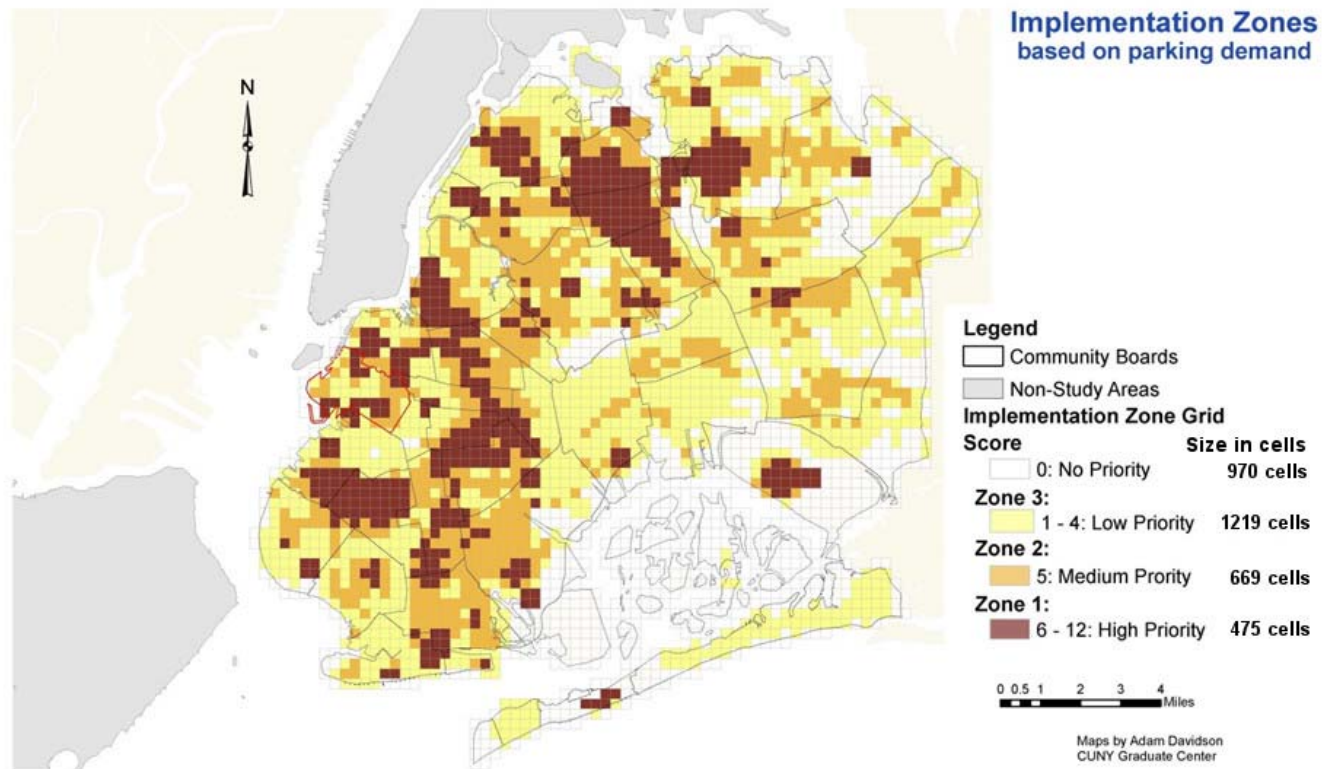 Implementation Zones
based on parking demand
N
Legend
Community Boards
Non-Study Areas
Implementation Zone Grid
Score Size in cells
0: No Priority 970 cells
Zone 3:
1 - 4: Low Priority 1219 cells
Zone 2:
5: Medium Prority 669 cells
Zone 1:
6 - 12: High Priority 475 cells
0 0.5 1 2 3 4
Miles
Maps by Adam Davidson
CUNY Graduate Center